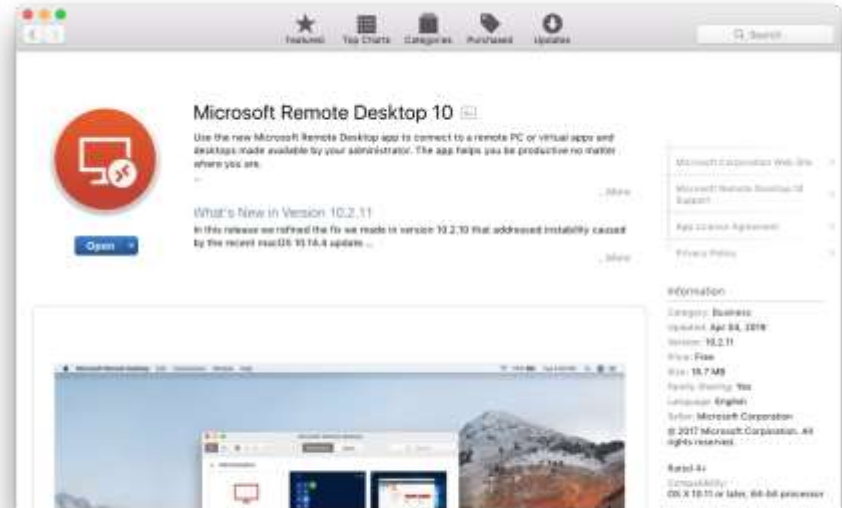 Featured Top Charts Categories Purchased Updates
Search
Microsoft Remote Desktop 10
Use the new Microsoft Remote Desktop app to connect to a remote PC or virtual apps and
desktops made available by your administrator. The app helps you be productive no matter
where you are.
...
...More
What's New in Version 10.2.11
In this release we refined the fix we made in version 10.2.10 that addressed instability caused
by the recent macOS 10.14.4 update ...
...More
Open
Microsoft Corporation Web Site
Microsoft Remote Desktop 10
Support
App License Agreement
Privacy Policy
Information
Category: Business
Updated: Apr 04, 2019
Version: 10.2.11
Price: Free
Size: 18.7 MB
Family Sharing: Yes
Language: English
Seller: Microsoft Corporation
© 2017 Microsoft Corporation. All
rights reserved.
Rated 4+
Compatibility:
OS X 10.11 or later, 64-bit processor
Microsoft Remote Desktop Edit Connections Window Help